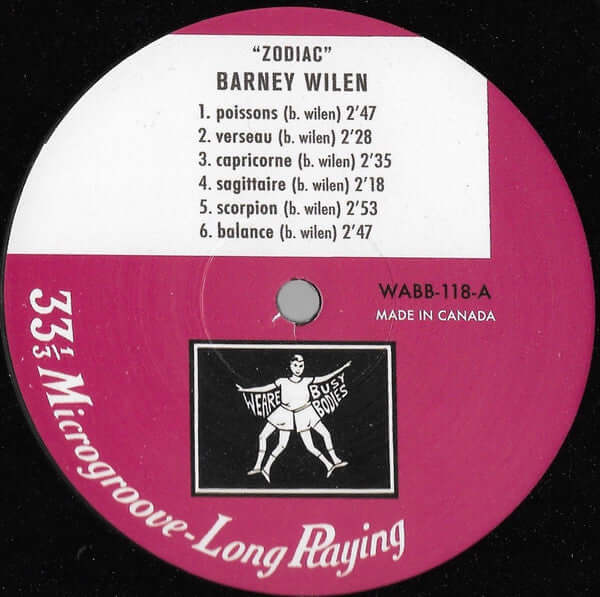 "ZODIAC"
BARNEY WILEN
1. poissons (b. wilen) 2'47
2. verseau (b. wilen) 2'28
3. capricorne (b. wilen) 2'35
4. sagittaire (b. wilen) 2'18
5. scorpion (b. wilen) 2'53
6. balance (b. wilen) 2'47
WABB-118-A
MADE IN CANADA
WE ARE BUSY BODIES
33 1/3 Microgroove-Long Playing